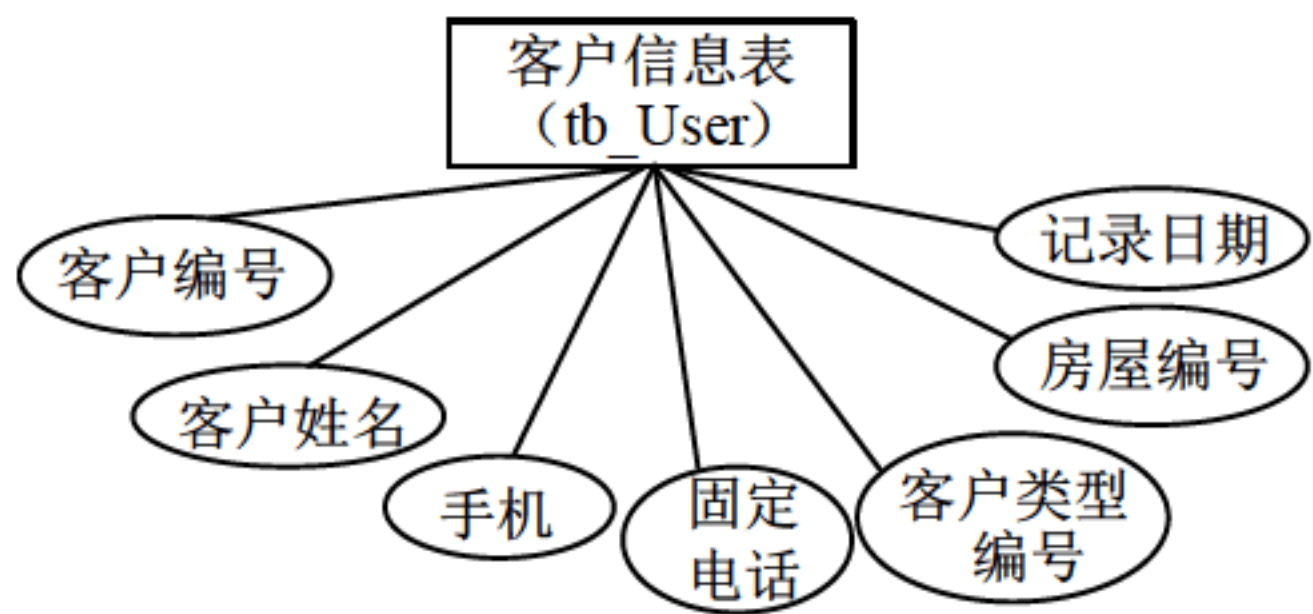 客户信息表
（tb_User）
客户编号
客户姓名
手机
固定
电话
客户类型
编号
房屋编号
记录日期